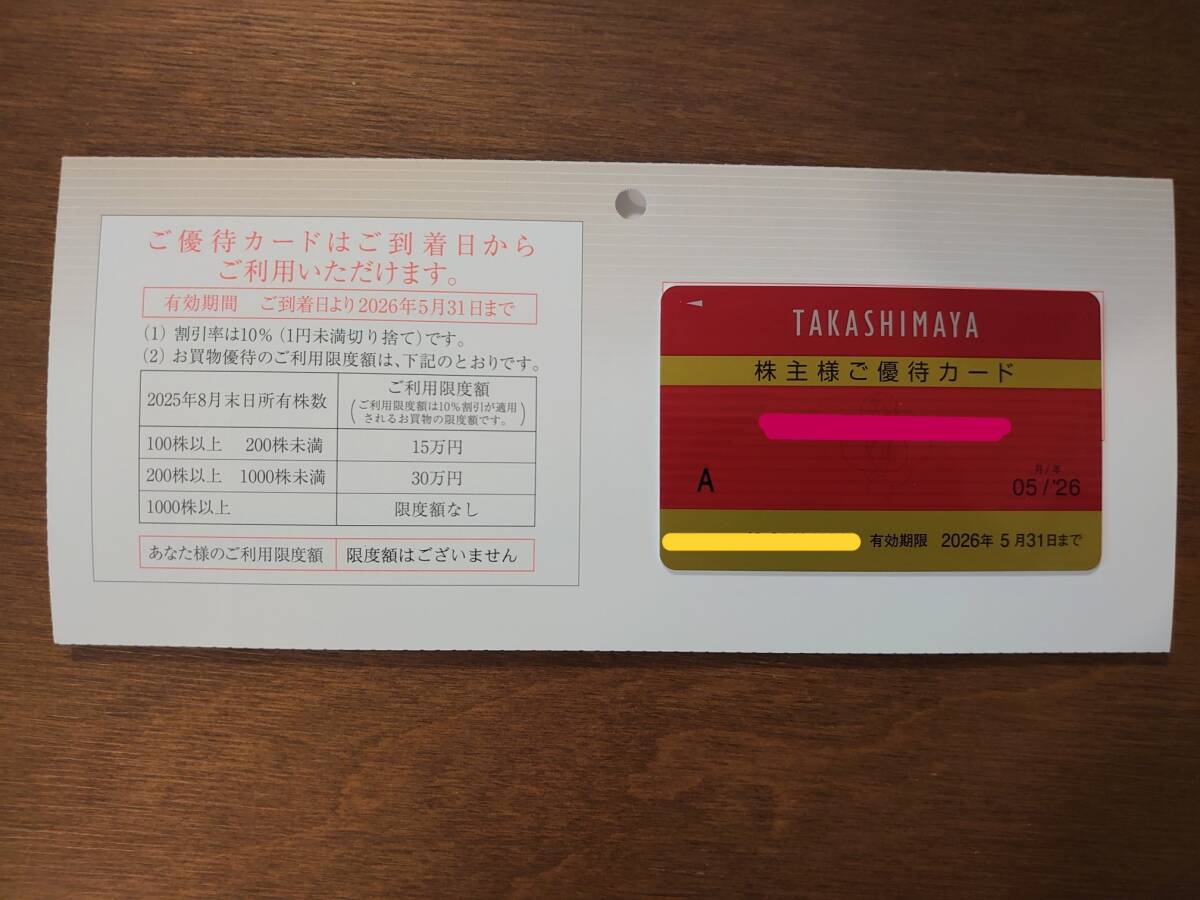 ご優待カードはご到着日から
ご利用いただけます。
有効期間 ご到着日より2026年5月31日まで
(1) 割引率は10% (1円未満切り捨て)です。
(2) お買物優待のご利用限度額は、下記のとおりです。
2025年8月末日所有株数
ご利用限度額
(ご利用限度額は10%割引が適用
されるお買物の限度額です。)
100株以上 200株未満 15万円
200株以上 1000株未満 30万円
1000株以上 限度額なし
あなた様のご利用限度額 限度額はございません
TAKASHIMAYA
株主様ご優待カード
A
月/年
05/'26
有効期限 2026年 5月31日まで